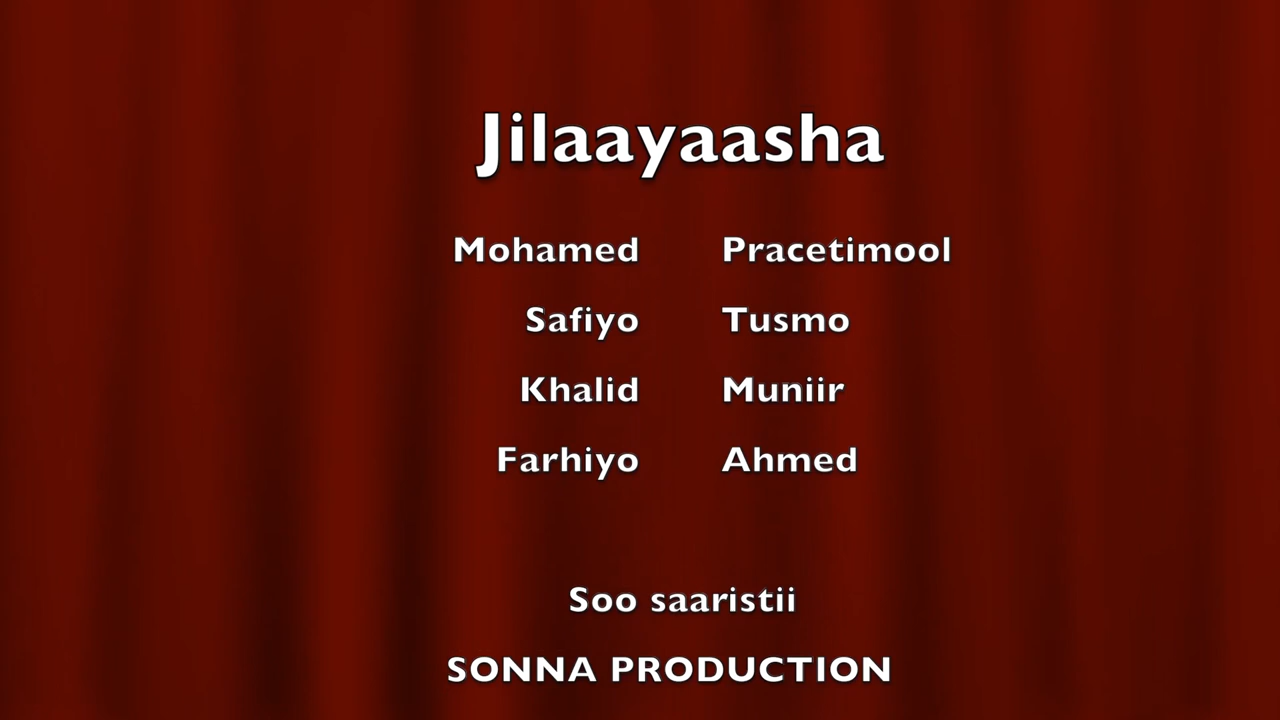 Jilaayaasha
Mohamed Pracetimool
Safiyo Tusmo
Khalid Muniir
Farhiyo Ahmed
Soo saaristii
SONNA PRODUCTION